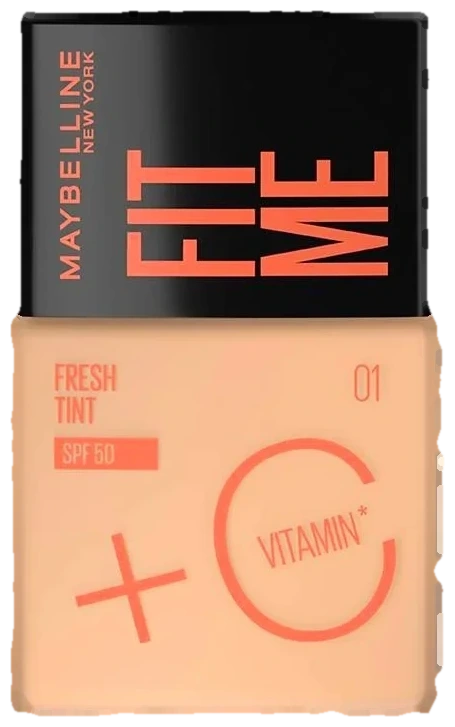 MAYBELLINE
NEW YORK
FIT
ME
FRESH
TINT
SPF 50
01
+ C
VITAMIN*